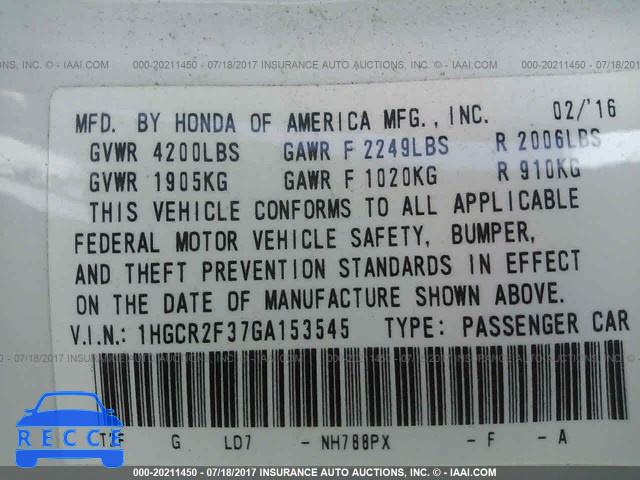 000-20211450 - 07/18/2017 INSURANCE AUTO AUCTIONS, INC. - © IAAI.COM
MFD. BY HONDA OF AMERICA MFG., INC. 02/'16
GVWR 4200LBS GAWR F 2249LBS R 2006LBS
GVWR 1905KG GAWR F 1020KG R 910KG
THIS VEHICLE CONFORMS TO ALL APPLICABLE
FEDERAL MOTOR VEHICLE SAFETY, BUMPER,
AND THEFT PREVENTION STANDARDS IN EFFECT
ON THE DATE OF MANUFACTURE SHOWN ABOVE.
V.I.N.: 1HGCR2F37GA153545 TYPE: PASSENGER CAR
G LD7 - NH788PX - F - A
RECCE
000-20211450 - 07/18/2017 INSURANCE AUTO AUCTIONS, INC. - © IAAI.COM